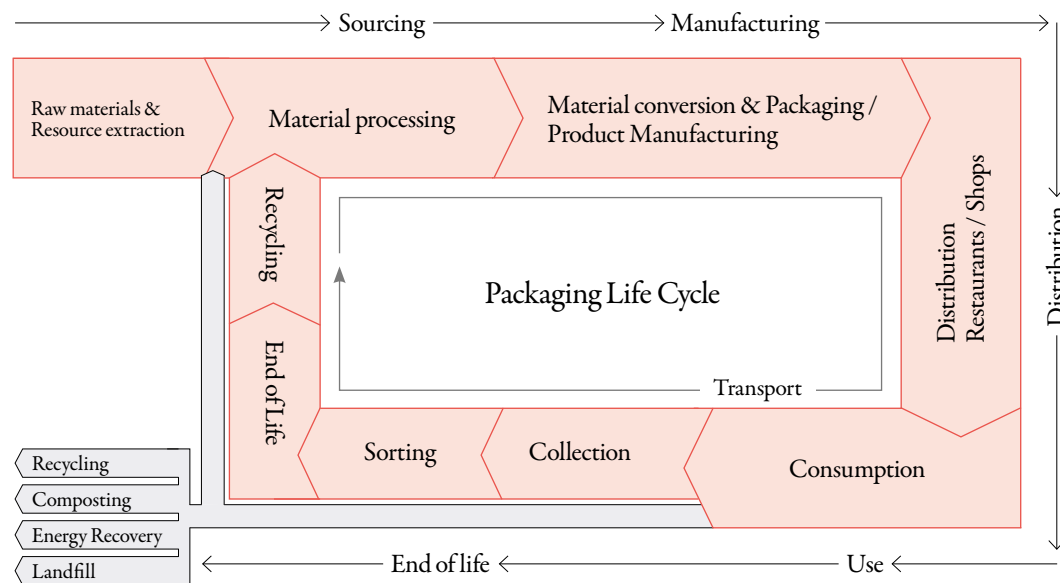 Sourcing
Manufacturing
Raw materials &
Resource extraction
Material processing
Material conversion & Packaging /
Product Manufacturing
Distribution
Restaurants / Shops
Distribution
Recycling
Packaging Life Cycle
Transport
End of Life
Sorting
Collection
Consumption
Recycling
Composting
Energy Recovery
Landfill
End of life
Use